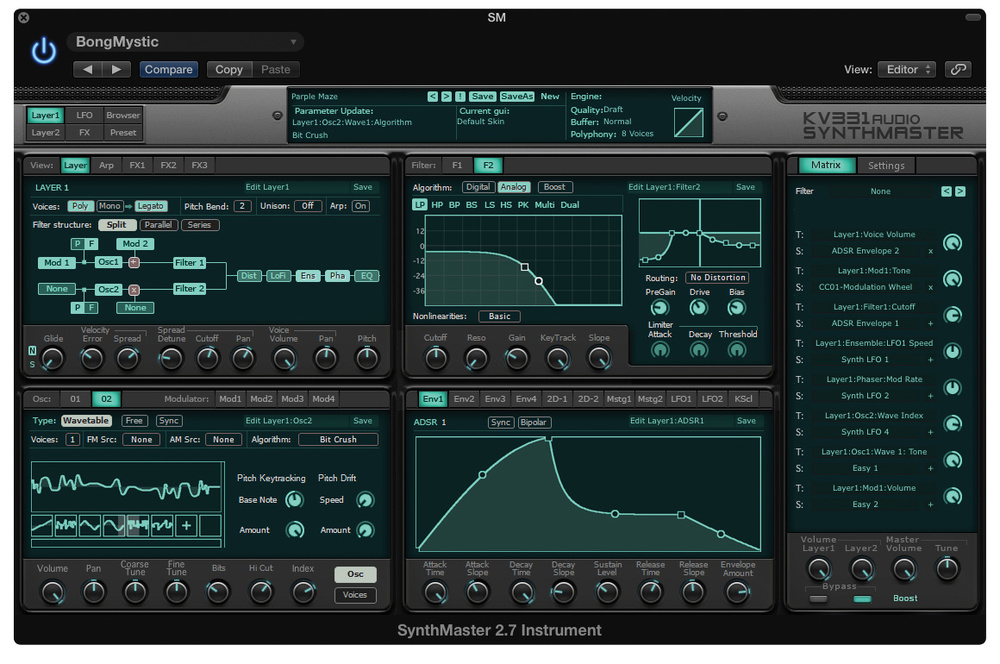 SM
BongMystic
Compare Copy Paste View: Editor
Layer1 LFO Browser
Layer2 FX Preset
Parple Maze < > ! Save SaveAs New
Parameter Update: Current gui:
Layer1:Osc2:Wave1:Algorithm Default Skin
Bit Crush
Engine:
Quality:Draft
Buffer: Normal
Polyphony: 8 Voices
Velocity
KV331 AUDIO
SYNTHMASTER
View: Layer Arp FX1 FX2 FX3
LAYER 1 Edit Layer1 Save
Voices: Poly Mono Legato Pitch Bend: 2 Unison: Off Arp: On
Filter structure: Split Parallel Series
P F Mod 2
Mod 1 Osc1 + Filter 1
Dist LoFi Ens Pha EQ
None Osc2 x Filter 2
P F None
Glide Velocity Error Spread Spread Detune Cutoff Pan Voice Volume Pan Pitch
N
S
Filter: F1 F2
Algorithm: Digital Analog Boost Edit Layer1:Filter2 Save
LP HP BP BS LS HS PK Multi Dual
12
0
-12
-24
-36
Nonlinearities: Basic
Routing: No Distortion
PreGain Drive Bias
Limiter
Attack Decay Threshold
Cutoff Reso Gain KeyTrack Slope
Matrix Settings
Filter None < >
T: Layer1:Voice Volume
S: ADSR Envelope 2 x
T: Layer1:Mod1:Tone
S: CC01-Modulation Wheel x
T: Layer1:Filter1:Cutoff
S: ADSR Envelope 1 +
T: Layer1:Ensemble:LFO1 Speed
S: Synth LFO 1 +
T: Layer1:Phaser:Mod Rate
S: Synth LFO 2 +
T: Layer1:Osc2:Wave Index
S: Synth LFO 4 +
T: Layer1:Osc1:Wave 1: Tone
S: Easy 1 +
T: Layer1:Mod1:Volume
S: Easy 2 +
Volume Master
Layer1 Layer2 Volume Tune
Bypass
Boost
Osc: 01 02 Modulator: Mod1 Mod2 Mod3 Mod4
Type: Wavetable Free Sync Edit Layer1:Osc2 Save
Voices: 1 FM Src: None AM Src: None Algorithm: Bit Crush
Pitch Keytracking Pitch Drift
Base Note Speed
+
Amount Amount
Volume Pan Coarse Tune Fine Tune Bits Hi Cut Index Osc
Voices
Env1 Env2 Env3 Env4 2D-1 2D-2 Mstg1 Mstg2 LFO1 LFO2 KScl
ADSR 1 Sync Bipolar Edit Layer1:ADSR1 Save
Attack Time Attack Slope Decay Time Decay Slope Sustain Level Release Time Release Slope Envelope Amount
SynthMaster 2.7 Instrument